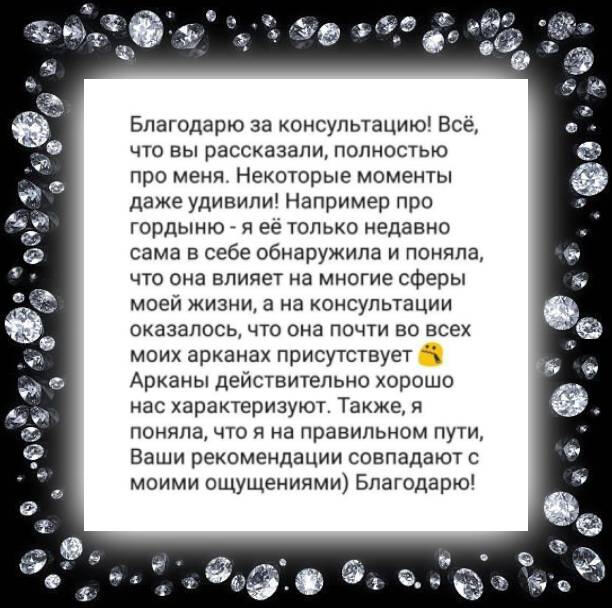 Благодарю за консультацию! Всё,
что вы рассказали, полностью
про меня. Некоторые моменты
даже удивили! Например про
гордыню - я её только недавно
сама в себе обнаружила и поняла,
что она влияет на многие сферы
моей жизни, а на консультации
оказалось, что она почти во всех
моих арканах присутствует
Арканы действительно хорошо
нас характеризуют. Также, я
поняла, что я на правильном пути,
Ваши рекомендации совпадают с
моими ощущениями) Благодарю!